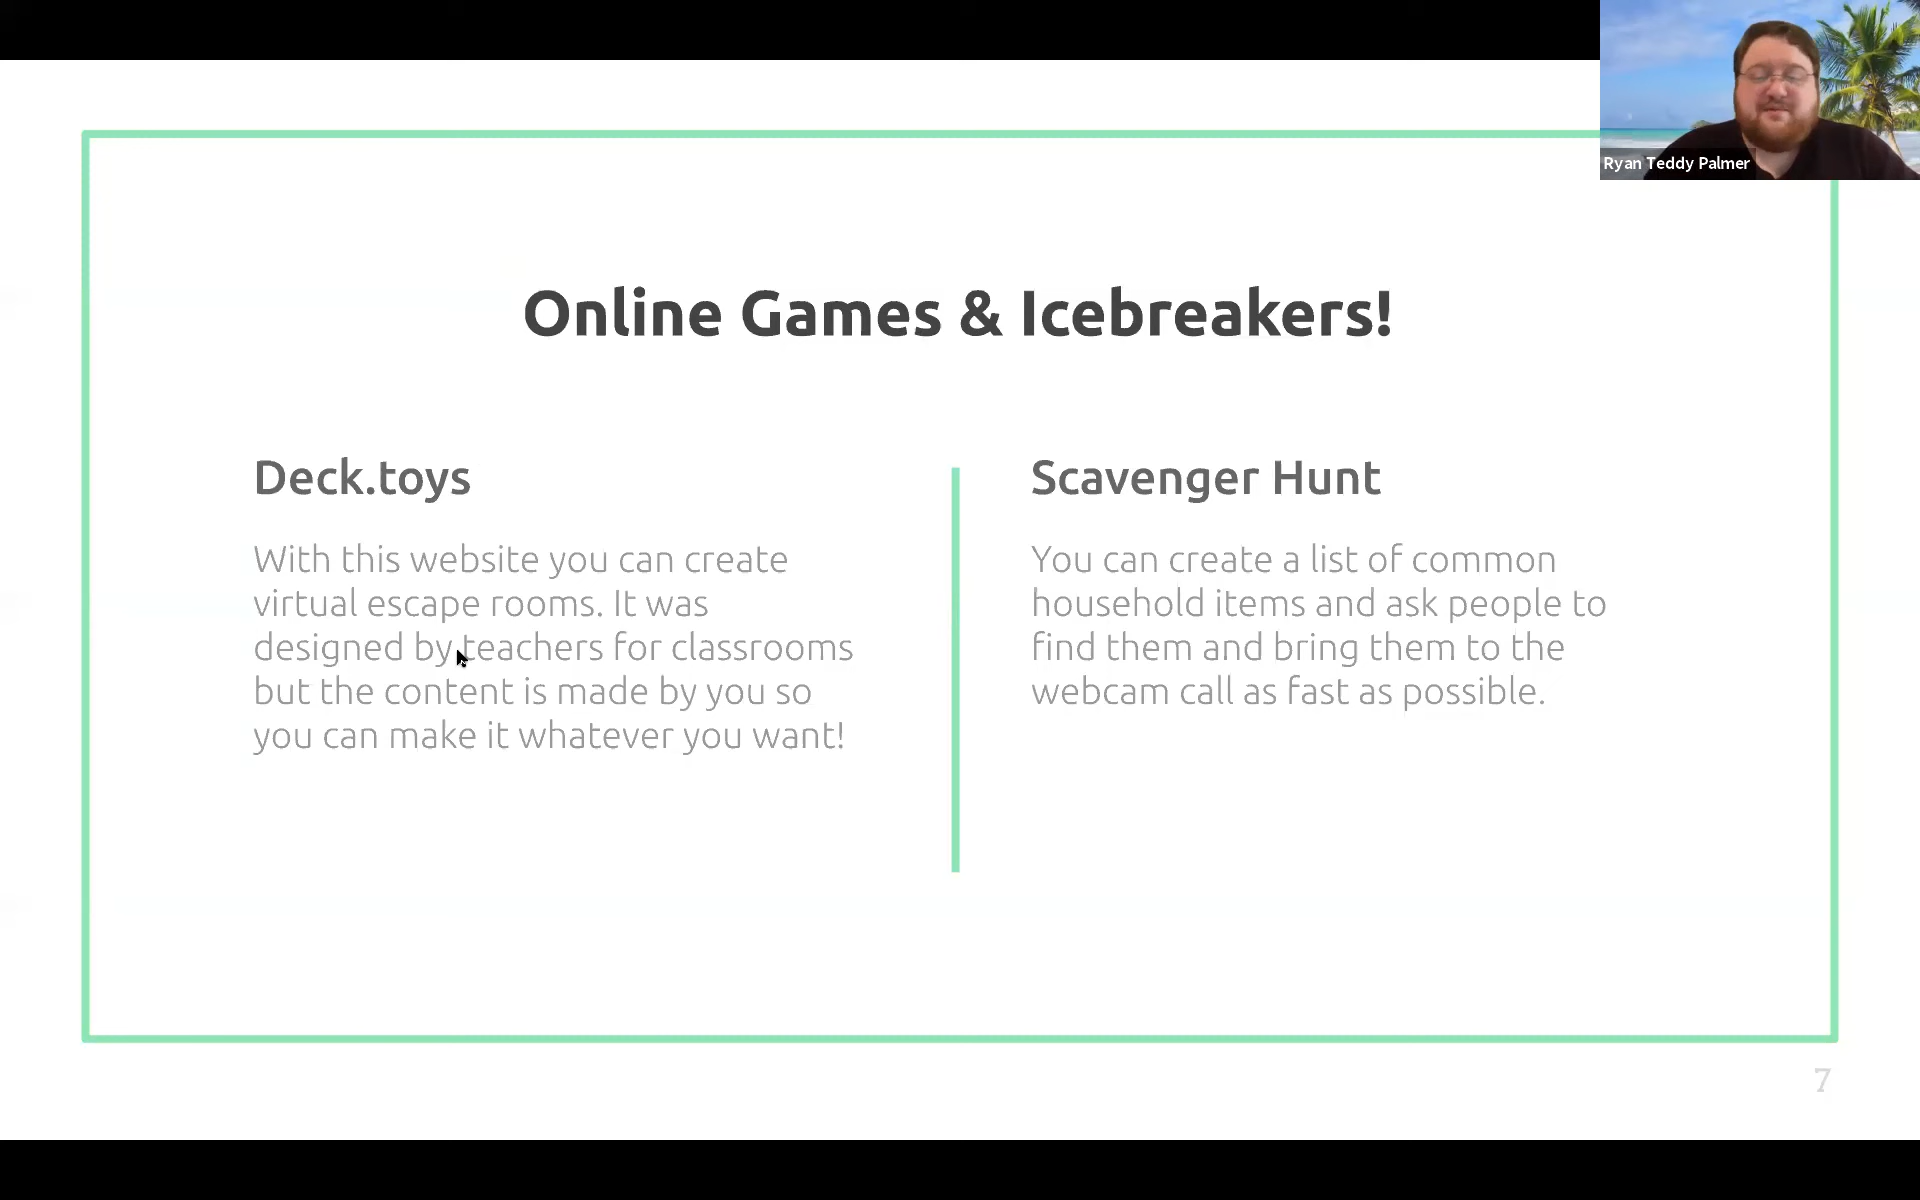 Ryan Teddy Palmer
Online Games & Icebreakers!
Deck.toys
With this website you can create
virtual escape rooms. It was
designed by teachers for classrooms
but the content is made by you so
you can make it whatever you want!
Scavenger Hunt
You can create a list of common
household items and ask people to
find them and bring them to the
webcam call as fast as possible.
7